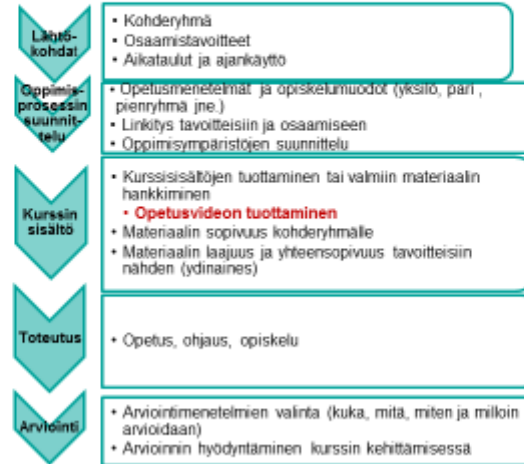 Lähtö-
kohdat
• Kohderyhmä
• Osaamistavoitteet
• Aikataulut ja ajankäyttö
Oppimis-
prosessin
suunnit-
telu
• Opetusmenetelmät ja opiskelumuodot (yksilö, pari ,
pienryhmä jne.)
• Linkitys tavoitteisiin ja osaamiseen
• Oppimisympäristöjen suunnittelu
Kurssin
sisältö
• Kurssisisältöjen tuottaminen tai valmiin materiaalin
hankkiminen
• Opetusvideon tuottaminen
• Materiaalin sopivuus kohderyhmälle
• Materiaalin laajuus ja yhteensopivuus tavoitteisiin
nähden (ydinaines)
Toteutus
• Opetus, ohjaus, opiskelu
Arviointi
• Arviointimenetelmien valinta (kuka, mitä, miten ja milloin
arvioidaan)
• Arvioinnin hyödyntäminen kurssin kehittämisessä